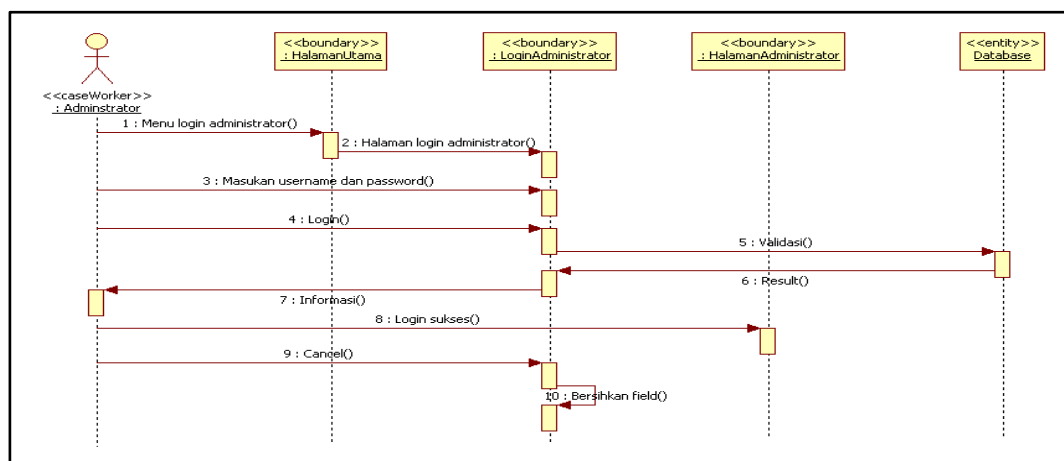 <<boundary>>
: HalamanUtama
<<boundary>>
: LoginAdministrator
<<boundary>>
: HalamanAdministrator
<<entity>>
Database
<<caseWorker>>
: Adminstrator
1 : Menu login administrator()
2 : Halaman login administrator()
3 : Masukan username dan password()
4 : Login()
5 : Validasi()
6 : Result()
7 : Informasi()
8 : Login sukses()
9 : Cancel()
10 : Bersihkan field()